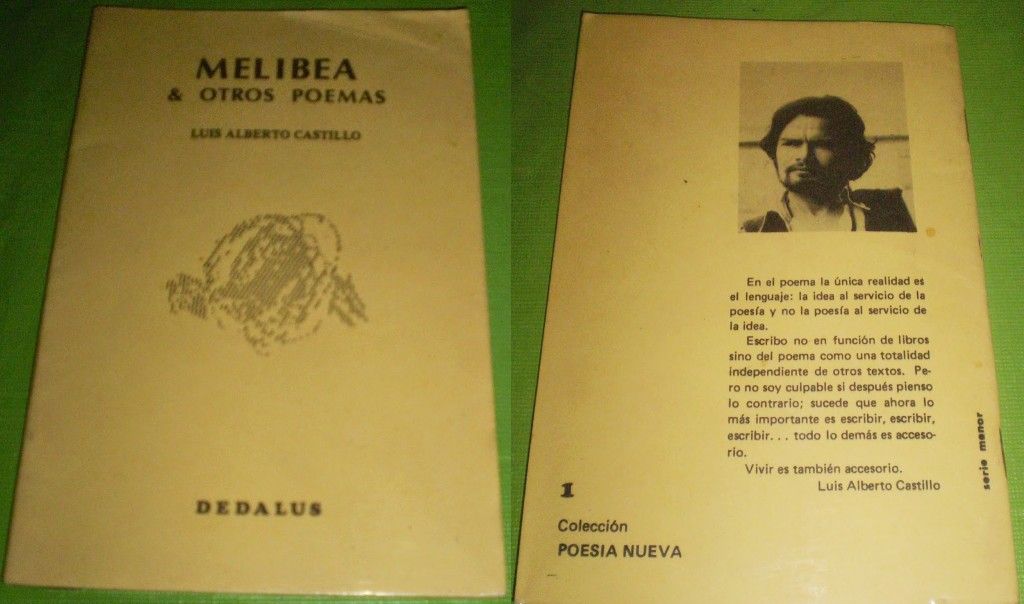 MELIBEA
& OTROS POEMAS
LUIS ALBERTO CASTILLO
DEDALUS
En el poema la única realidad es
el lenguaje: la idea al servicio de la
poesía y no la poesía al servicio de
la idea.
Escribo no en función de libros
sino del poema como una totalidad
independiente de otros textos. Pe-
ro no soy culpable si después pienso
lo contrario; sucede que ahora lo
más importante es escribir, escribir,
escribir... todo lo demás es acceso-
rio.
Vivir es también accesorio.
Luis Alberto Castillo
serie menor
1
Colección
POESIA NUEVA